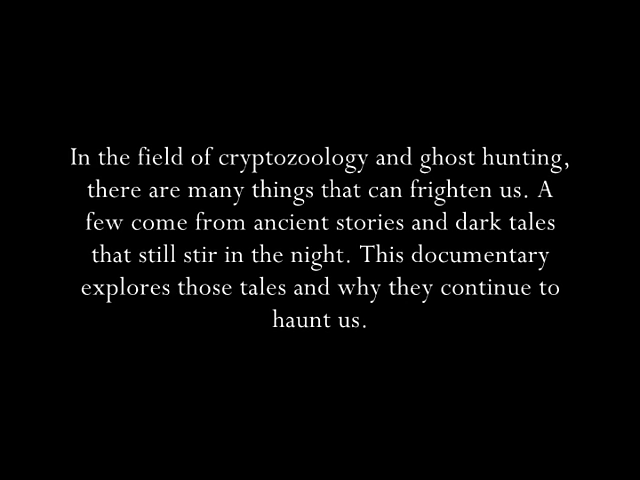 In the field of cryptozoology and ghost hunting,
there are many things that can frighten us. A
few come from ancient stories and dark tales
that still stir in the night. This documentary
explores those tales and why they continue to
haunt us.